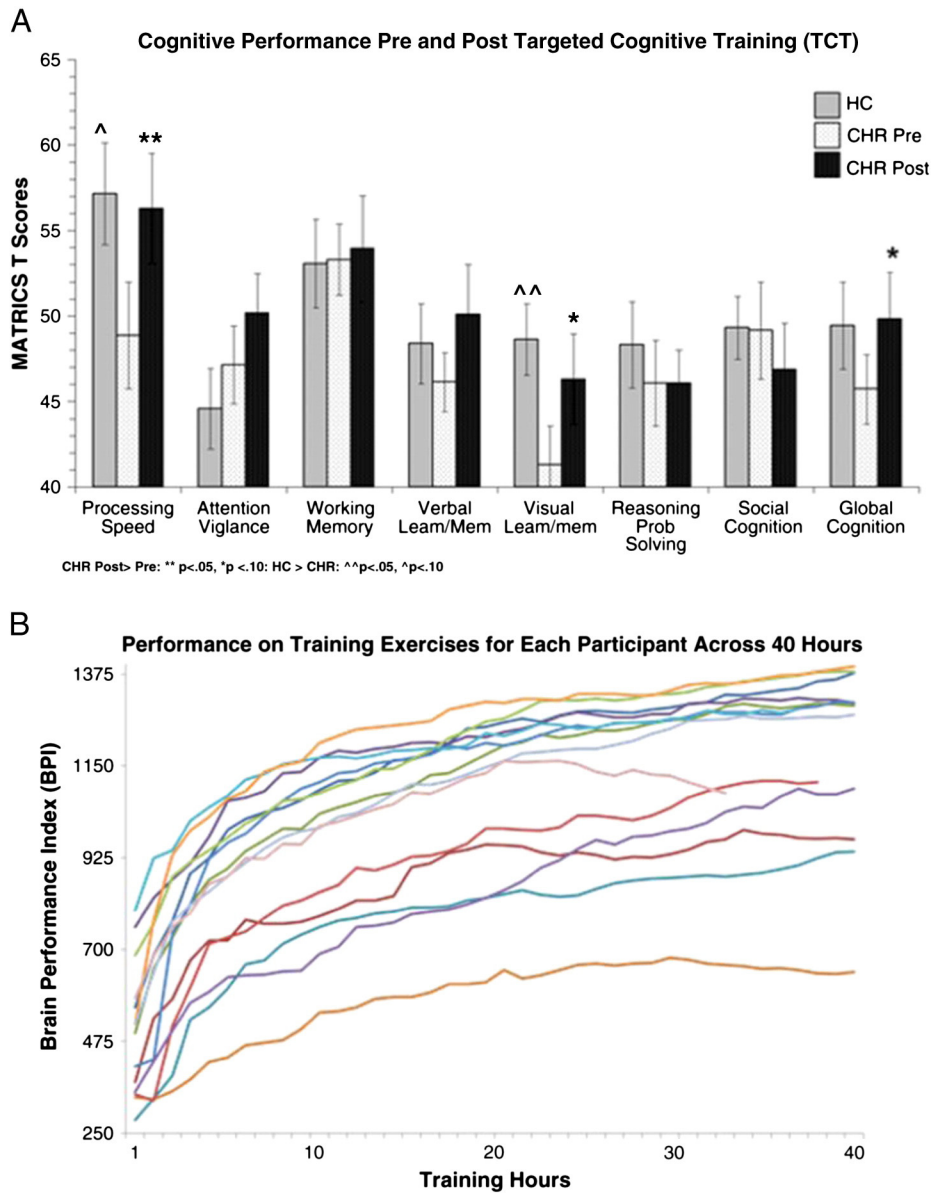 A
Cognitive Performance Pre and Post Targeted Cognitive Training (TCT)
65
60
55
50
45
40
MATRICS T Scores
HC
CHR Pre
CHR Post
^
**
^^
*
*
Processing
Speed
Attention
Viglance
Working
Memory
Verbal
Leam/Mem
Visual
Leam/mem
Reasoning
Prob
Solving
Social
Cognition
Global
Cognition
CHR Post> Pre: ** p<.05, *p <.10: HC > CHR: ^^p<.05, ^p<.10
B
Performance on Training Exercises for Each Participant Across 40 Hours
1375
1150
925
700
475
250
Brain Performance Index (BPI)
1
10
20
30
40
Training Hours